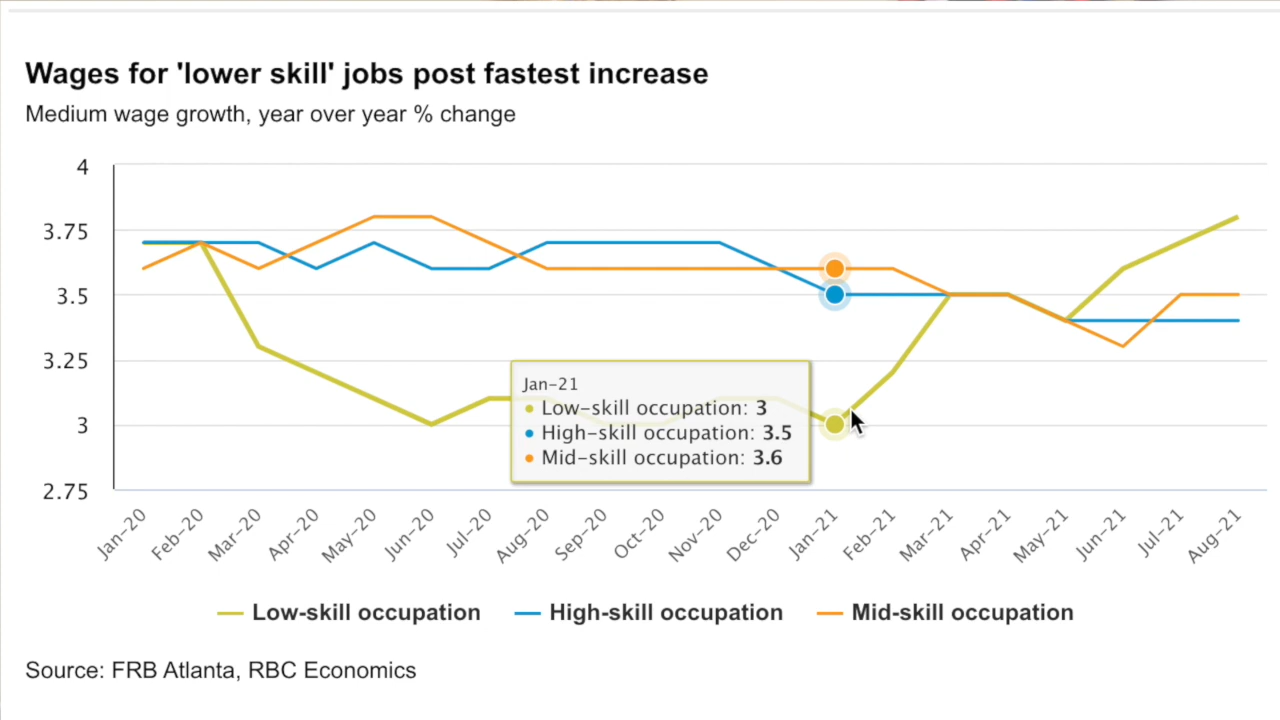 Wages for 'lower skill' jobs post fastest increase
Medium wage growth, year over year % change
4
3.75
3.5
3.25
3
2.75
Jan-21
Low-skill occupation: 3
High-skill occupation: 3.5
Mid-skill occupation: 3.6
Jan-20 Feb-20 Mar-20 Apr-20 May-20 Jun-20 Jul-20 Aug-20 Sep-20 Oct-20 Nov-20 Dec-20 Jan-21 Feb-21 Mar-21 Apr-21 May-21 Jun-21 Jul-21 Aug-21
Low-skill occupation High-skill occupation Mid-skill occupation
Source: FRB Atlanta, RBC Economics